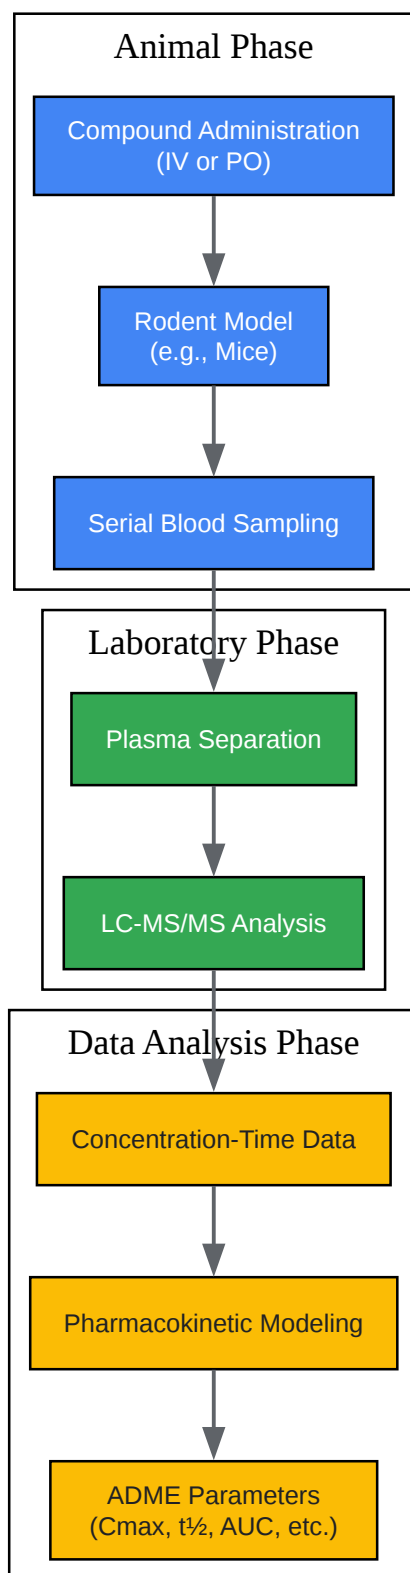 Animal Phase
Compound Administration
(IV or PO)
Rodent Model
(e.g., Mice)
Serial Blood Sampling
Laboratory Phase
Plasma Separation
LC-MS/MS Analysis
Data Analysis Phase
Concentration-Time Data
Pharmacokinetic Modeling
ADME Parameters
(Cmax, t½, AUC, etc.)